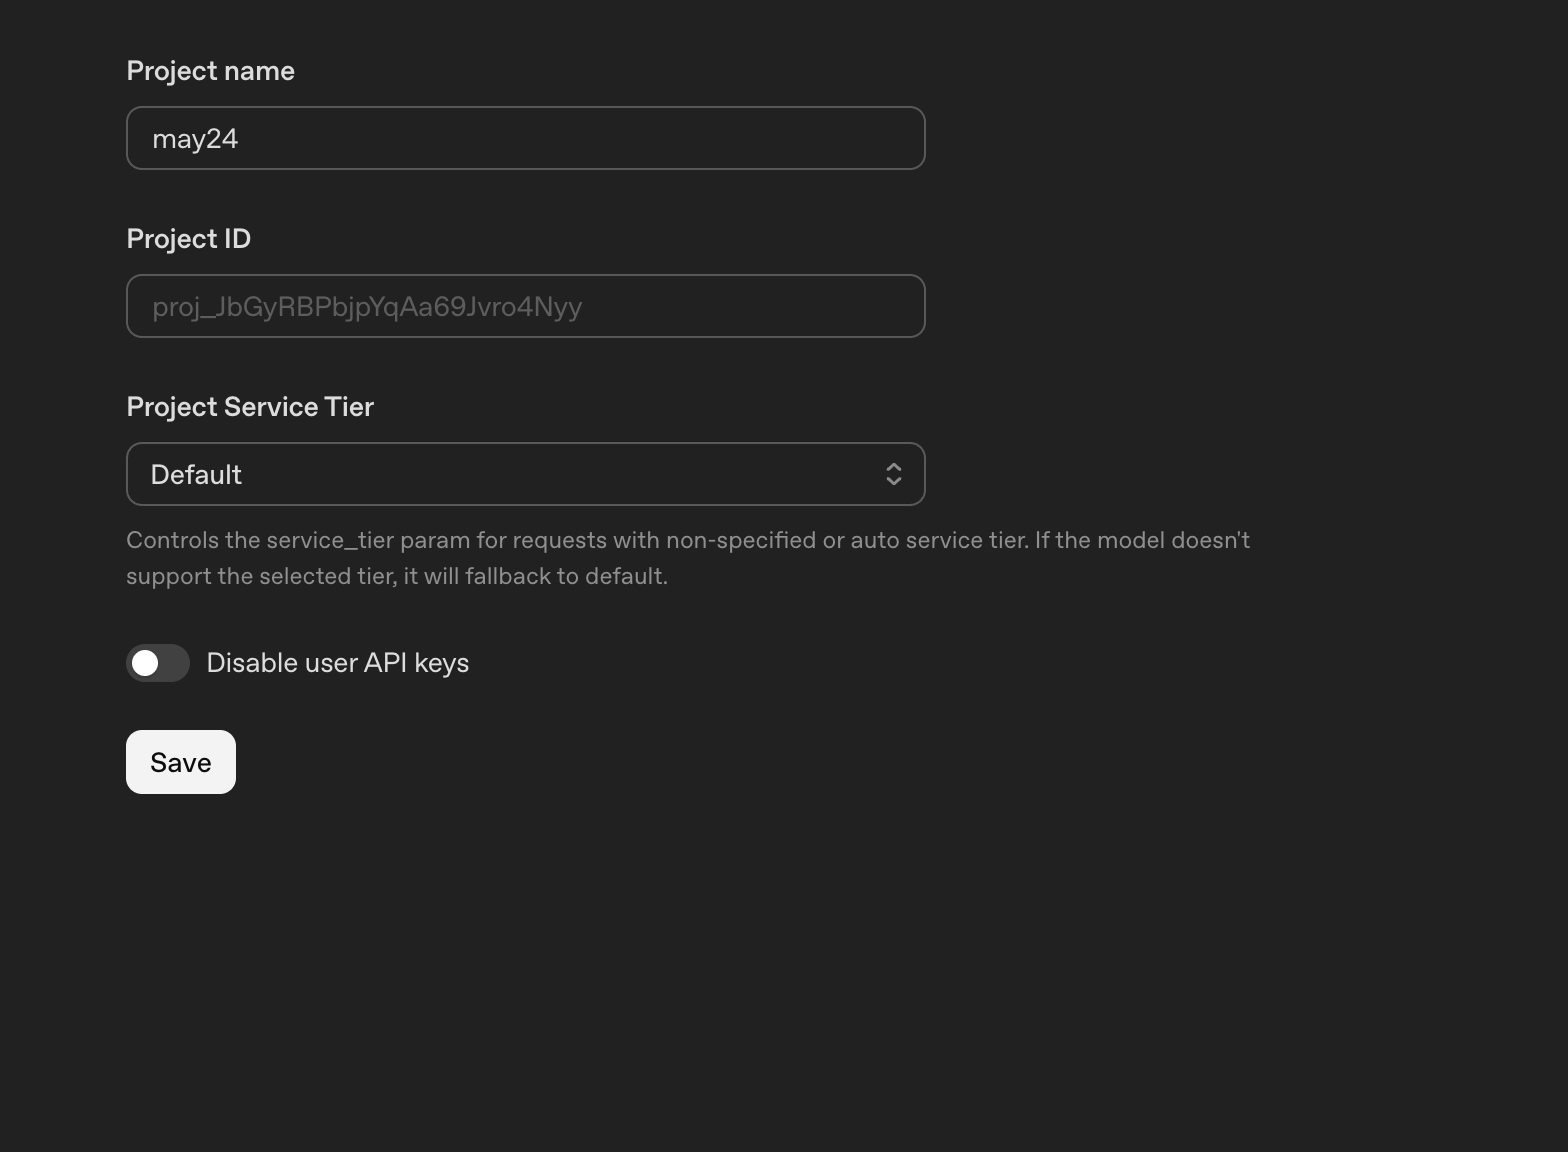 Project name
may24
Project ID
proj_JbGyRBPbjpYqAa69Jvro4Nyy
Project Service Tier
Default
Controls the service_tier param for requests with non-specified or auto service tier. If the model doesn't
support the selected tier, it will fallback to default.
Disable user API keys
Save